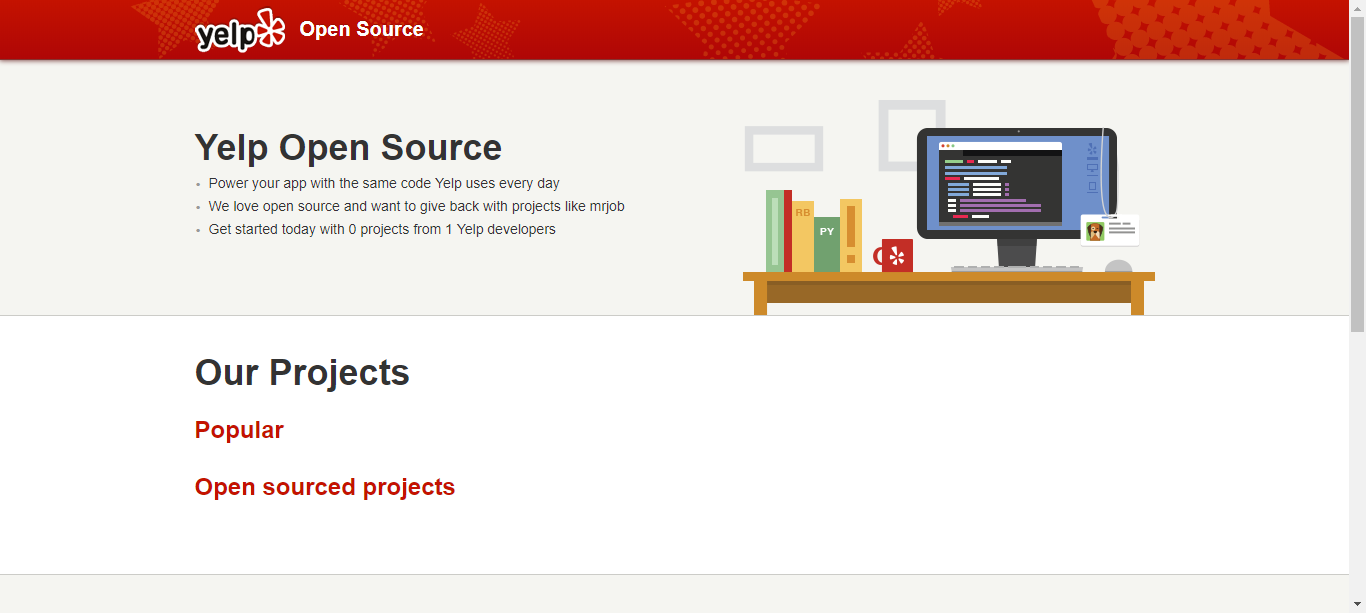 yelp
Open Source
Yelp Open Source
Power your app with the same code Yelp uses every day
We love open source and want to give back with projects like mrjob
Get started today with 0 projects from 1 Yelp developers
RB
PY
Our Projects
Popular
Open sourced projects